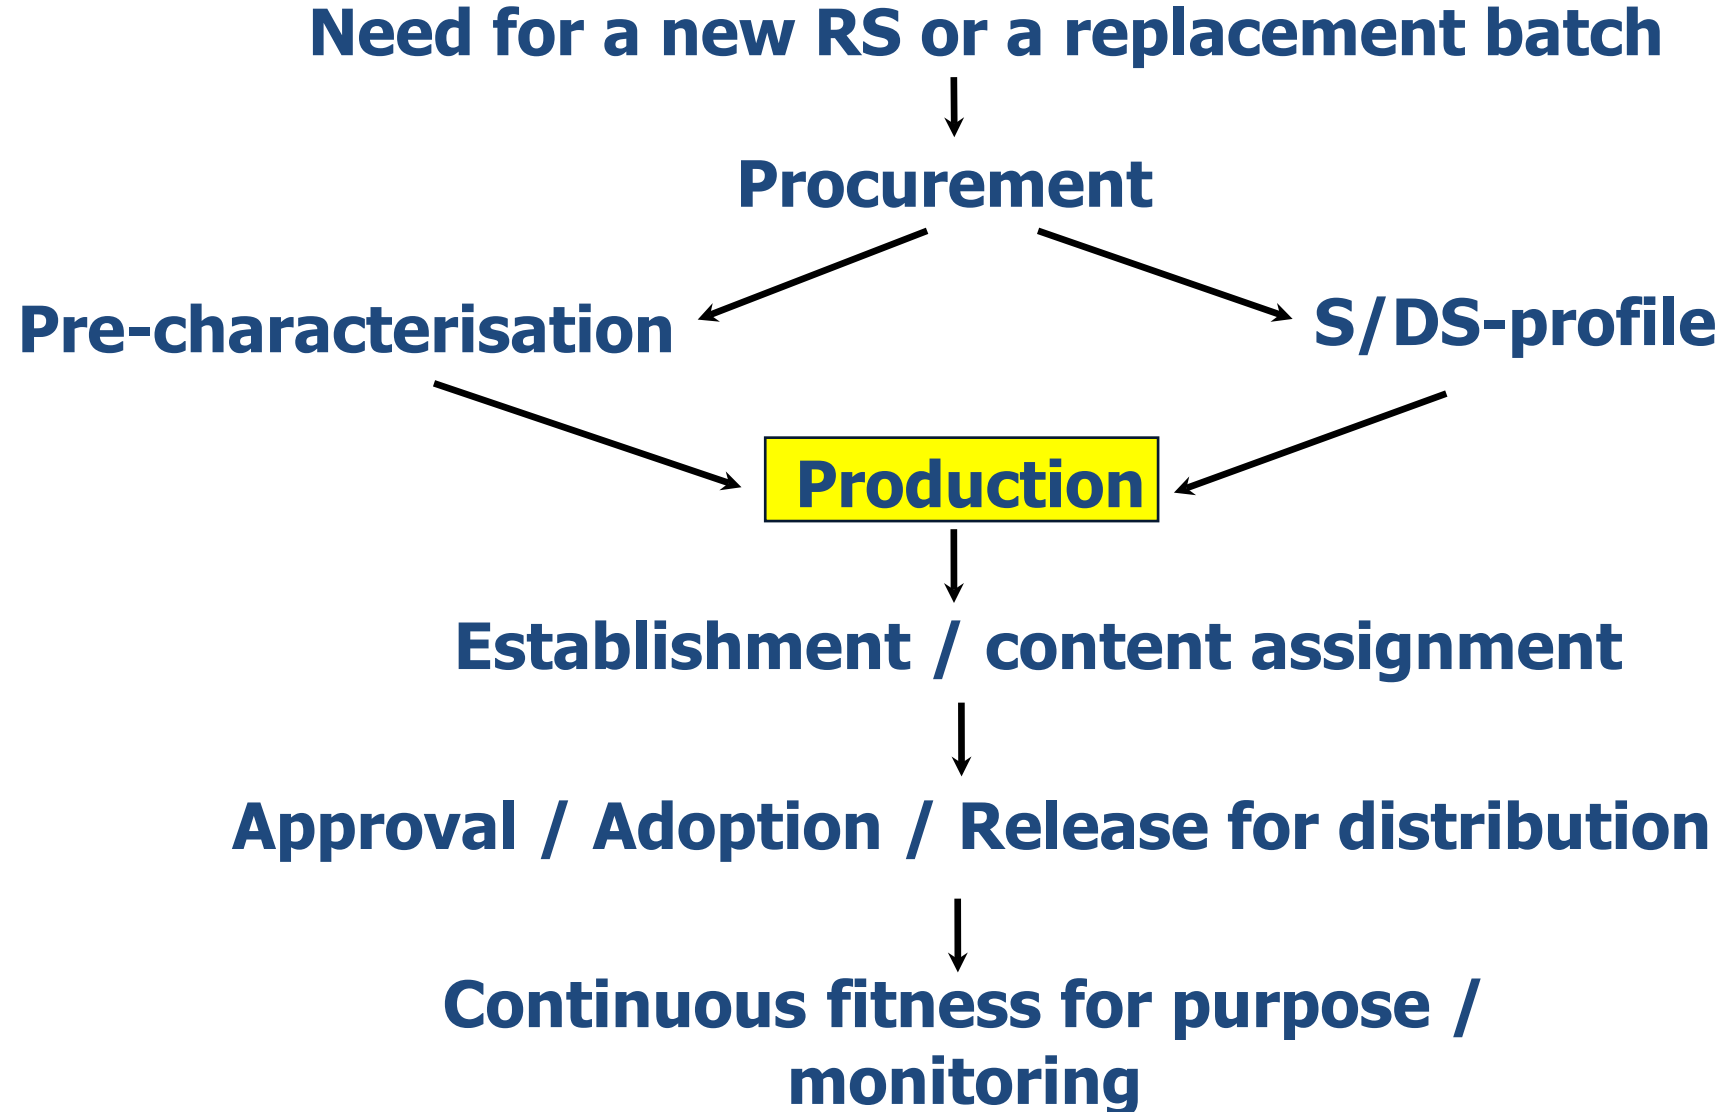 Need for a new RS or a replacement batch
Procurement
Pre-characterisation
S/DS-profile
Production
Establishment / content assignment
Approval / Adoption / Release for distribution
Continuous fitness for purpose /
monitoring